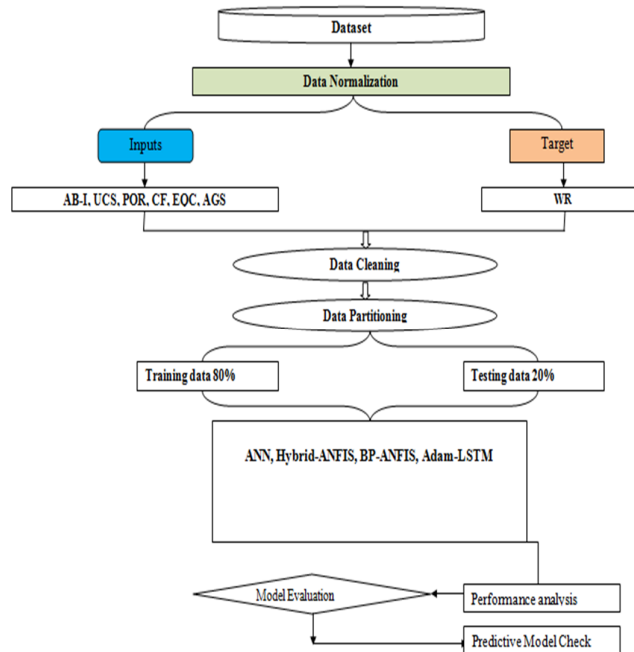 Dataset
Data Normalization
Inputs
Target
AB-I, UCS, POR, CF, EQC, AGS
WR
Data Cleaning
Data Partitioning
Training data 80%
Testing data 20%
ANN, Hybrid-ANFIS, BP-ANFIS, Adam-LSTM
Model Evaluation
Performance analysis
Predictive Model Check